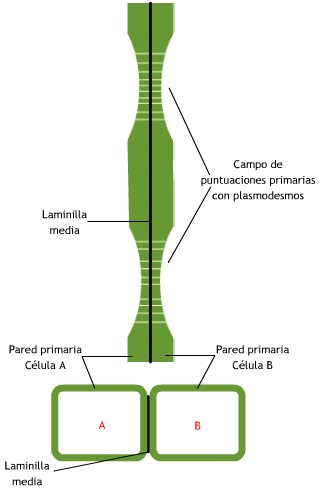 Campo de
puntuaciones primarias
con plasmodesmos
Laminilla
media
Pared primaria
Célula A
Pared primaria
Célula B
A
B
Laminilla
media